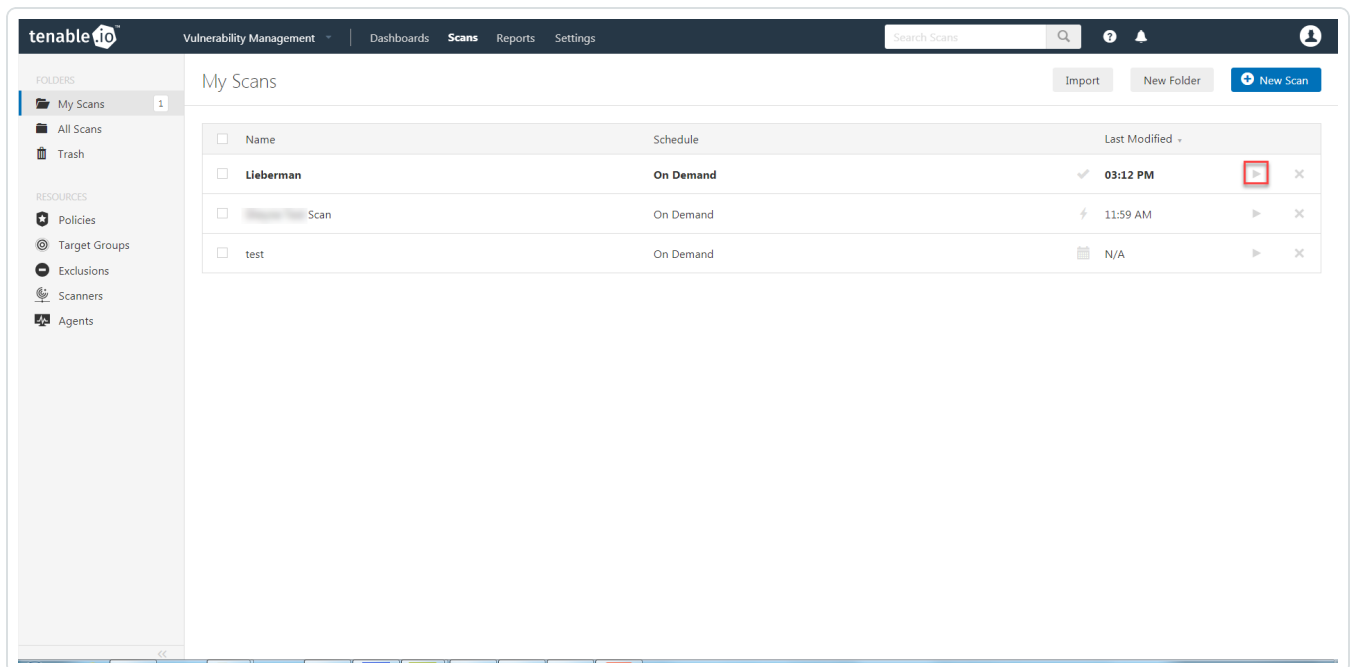 tenable.io™
Vulnerability Management
Dashboards
Scans
Reports
Settings
Search Scans
FOLDERS
My Scans 1
All Scans
Trash
RESOURCES
Policies
Target Groups
Exclusions
Scanners
Agents
My Scans
Import
New Folder
New Scan
Name Schedule Last Modified
Lieberman On Demand 03:12 PM
Scan On Demand 11:59 AM
test On Demand N/A